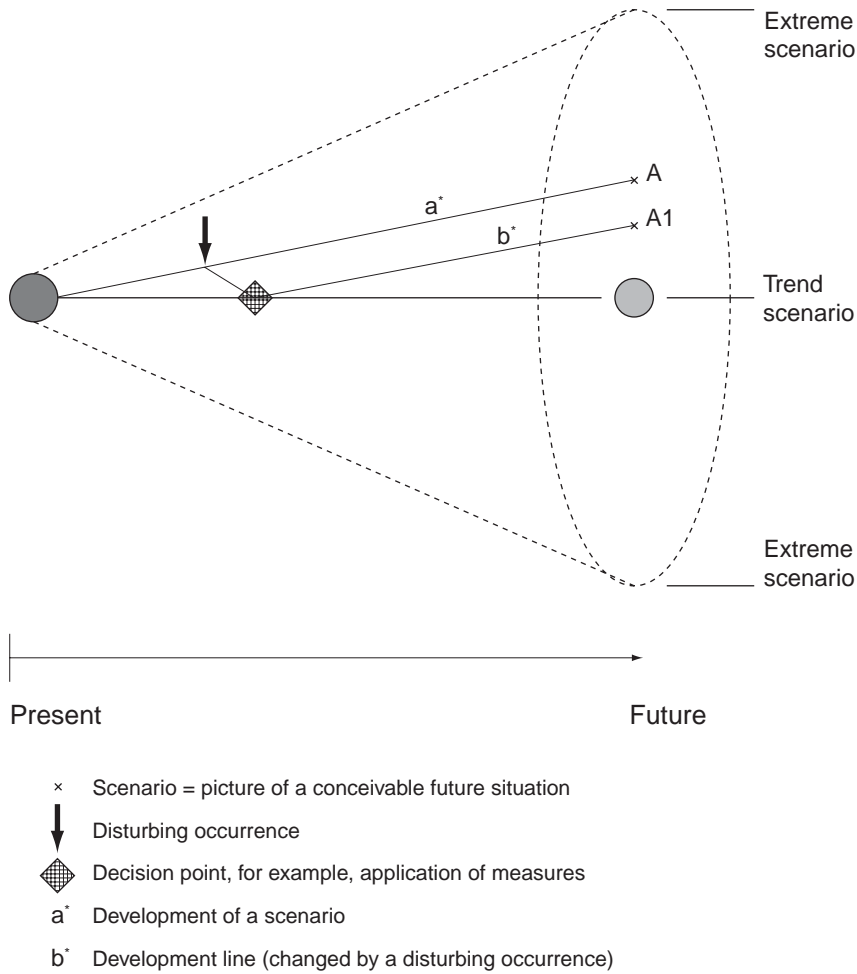 Extreme
scenario
A
a*
A1
b*
Trend
scenario
Extreme
scenario
Present
Future
× Scenario = picture of a conceivable future situation
Disturbing occurrence
Decision point, for example, application of measures
a* Development of a scenario
b* Development line (changed by a disturbing occurrence)